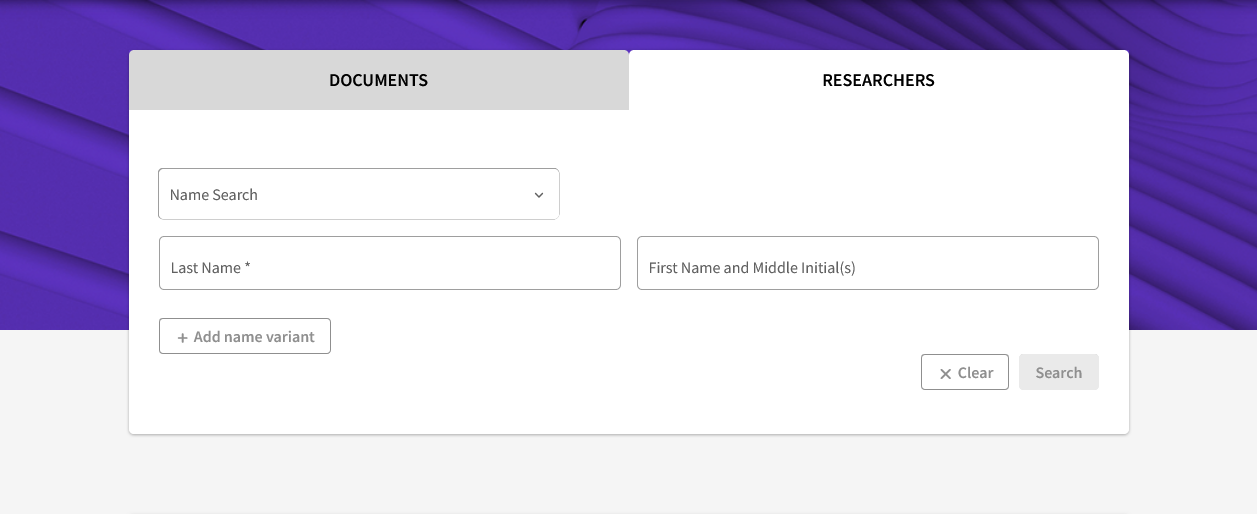 DOCUMENTS
RESEARCHERS
Name Search
Last Name *
First Name and Middle Initial(s)
+ Add name variant
× Clear
Search